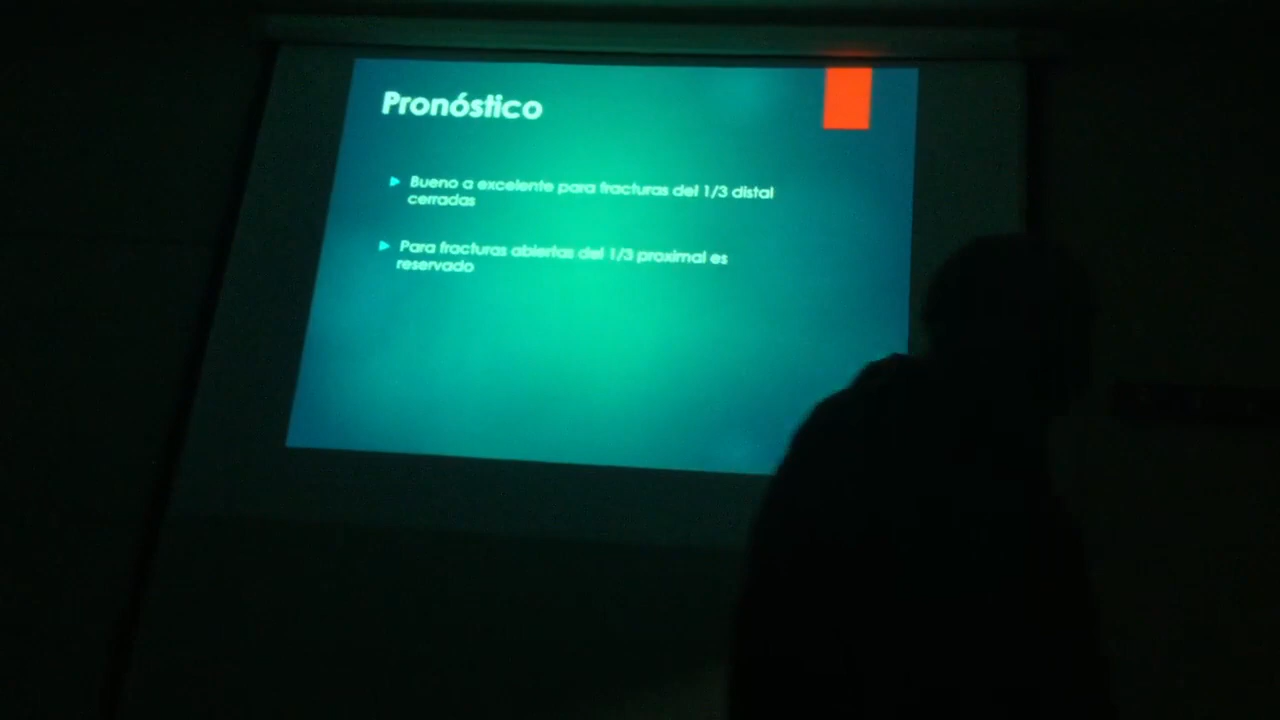 Pronóstico
Bueno a excelente para fracturas del 1/3 distal
cerradas
Para fracturas abiertas del 1/3 proximal es
reservado